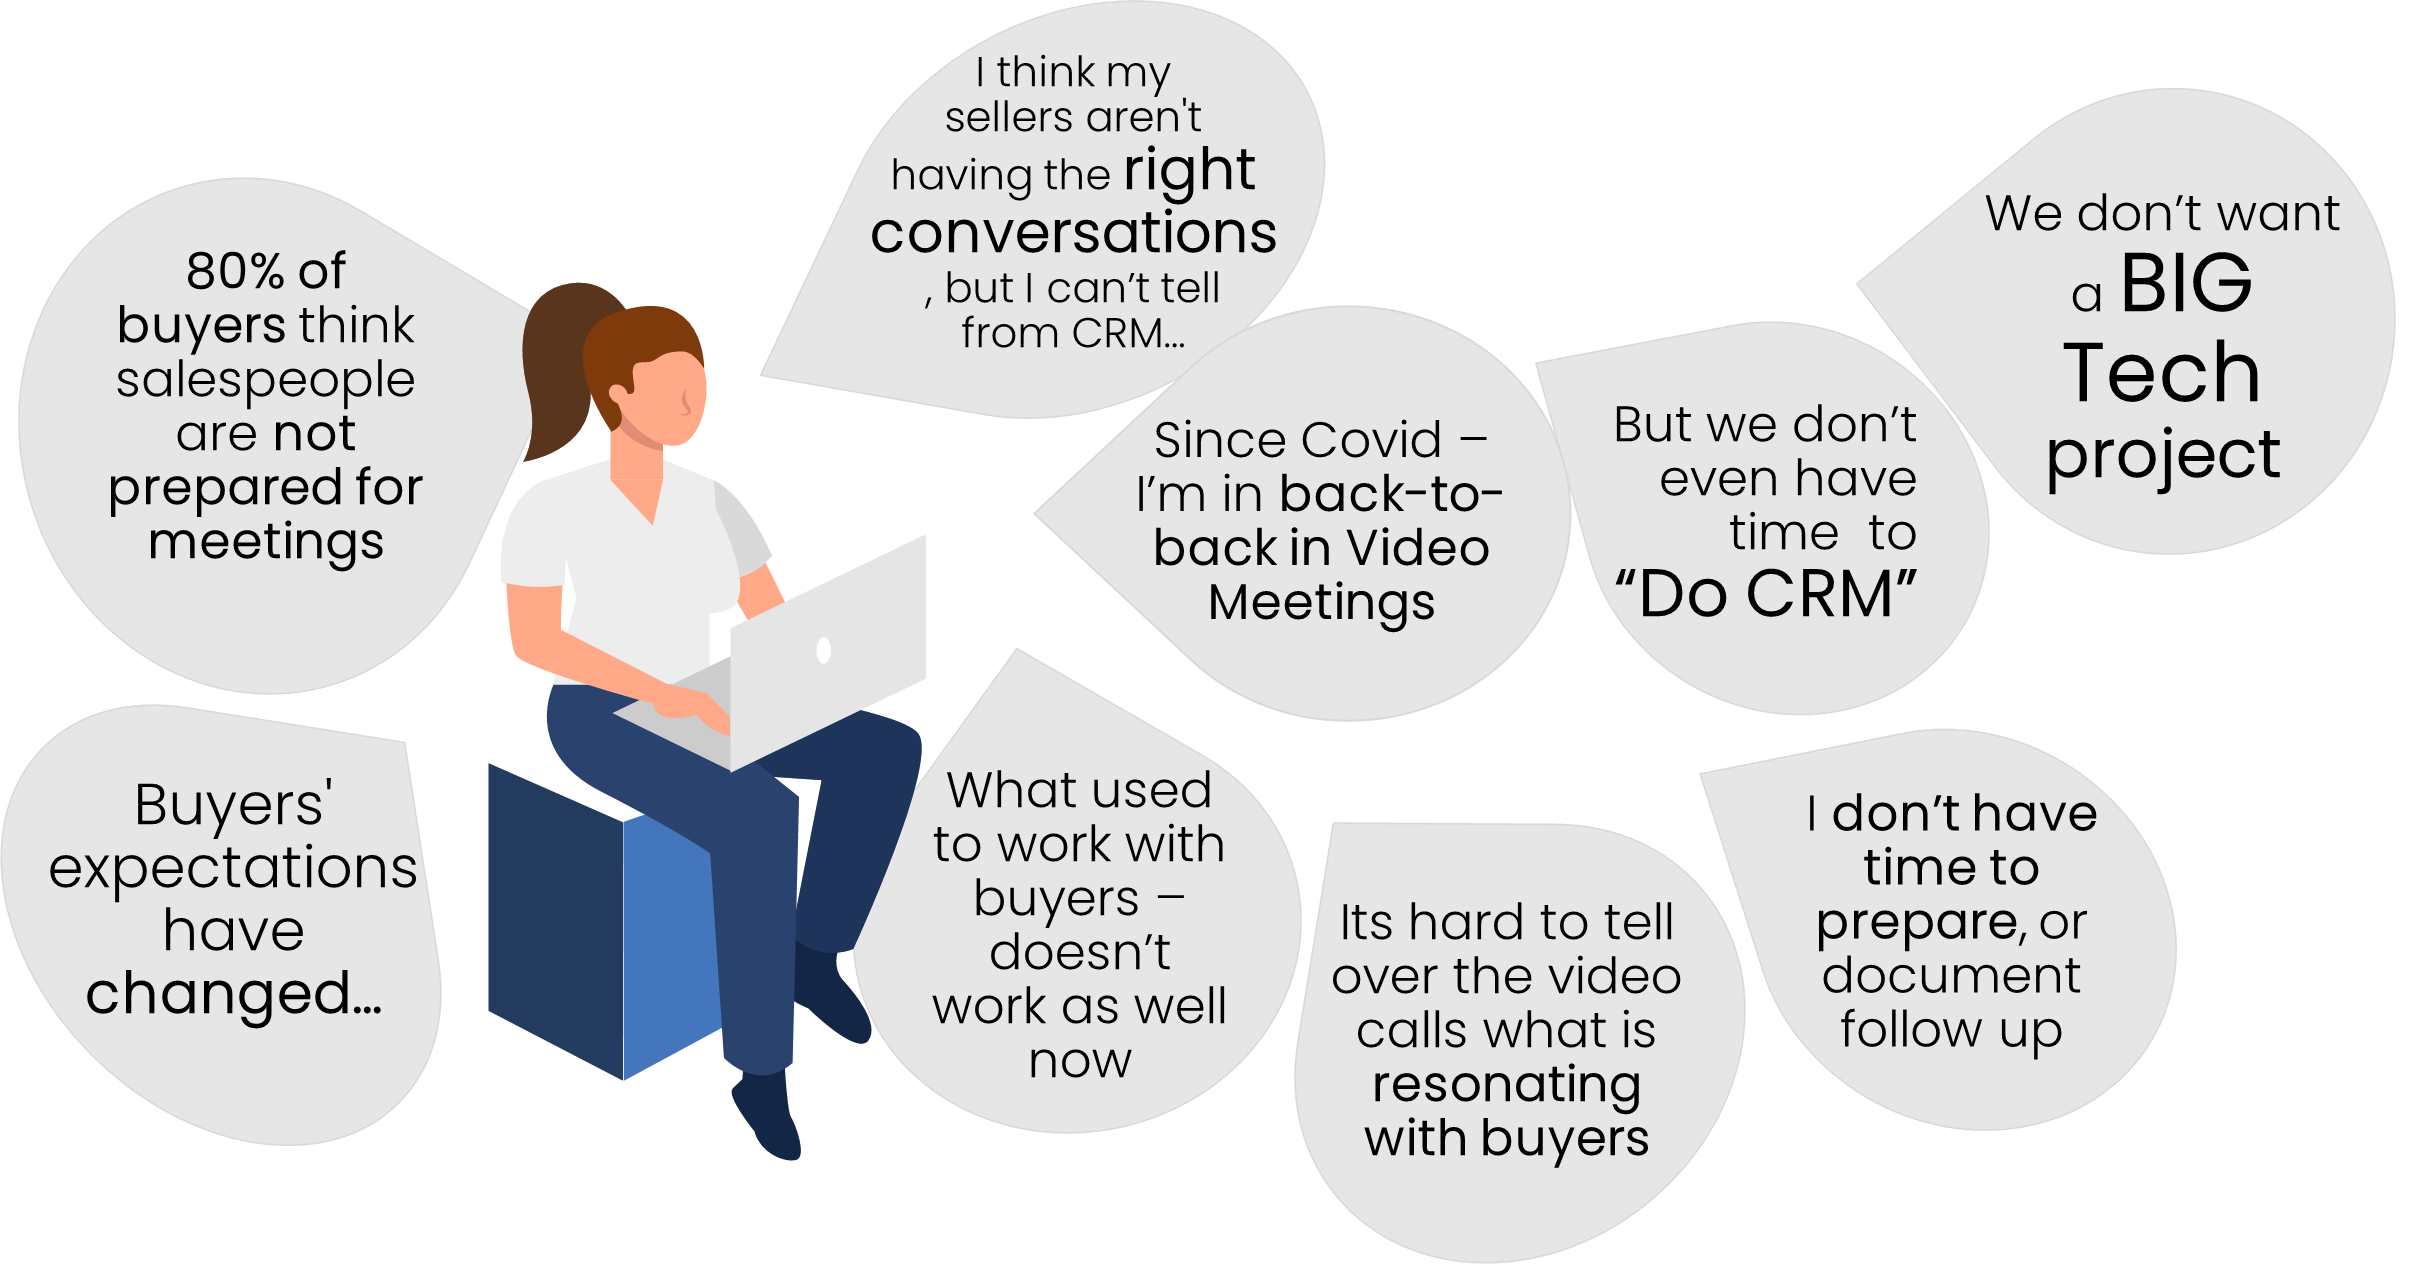 80% of
buyers think
salespeople
are not
prepared for
meetings
I think my
sellers aren't
having the right
conversations
, but I can’t tell
from CRM...
Since Covid –
I’m in back-to-
back in Video
Meetings
But we don’t
even have
time to
“Do CRM”
We don’t want
a BIG
Tech
project
Buyers'
expectations
have
changed...
What used
to work with
buyers –
doesn’t
work as well
now
Its hard to tell
over the video
calls what is
resonating
with buyers
I don’t have
time to
prepare, or
document
follow up